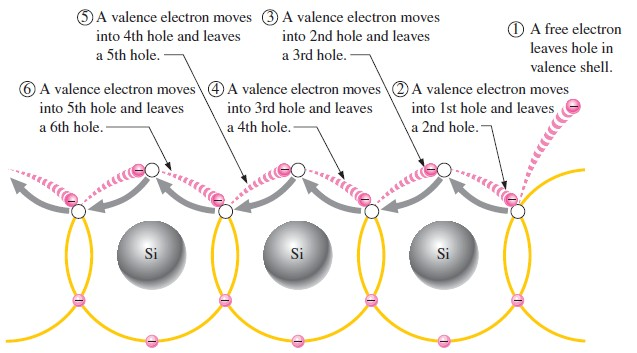 ① A free electron
leaves hole in
valence shell.
② A valence electron moves
into 1st hole and leaves
a 2nd hole.
③ A valence electron moves
into 2nd hole and leaves
a 3rd hole.
④ A valence electron moves
into 3rd hole and leaves
a 4th hole.
⑤ A valence electron moves
into 4th hole and leaves
a 5th hole.
⑥ A valence electron moves
into 5th hole and leaves
a 6th hole.
Si
Si
Si